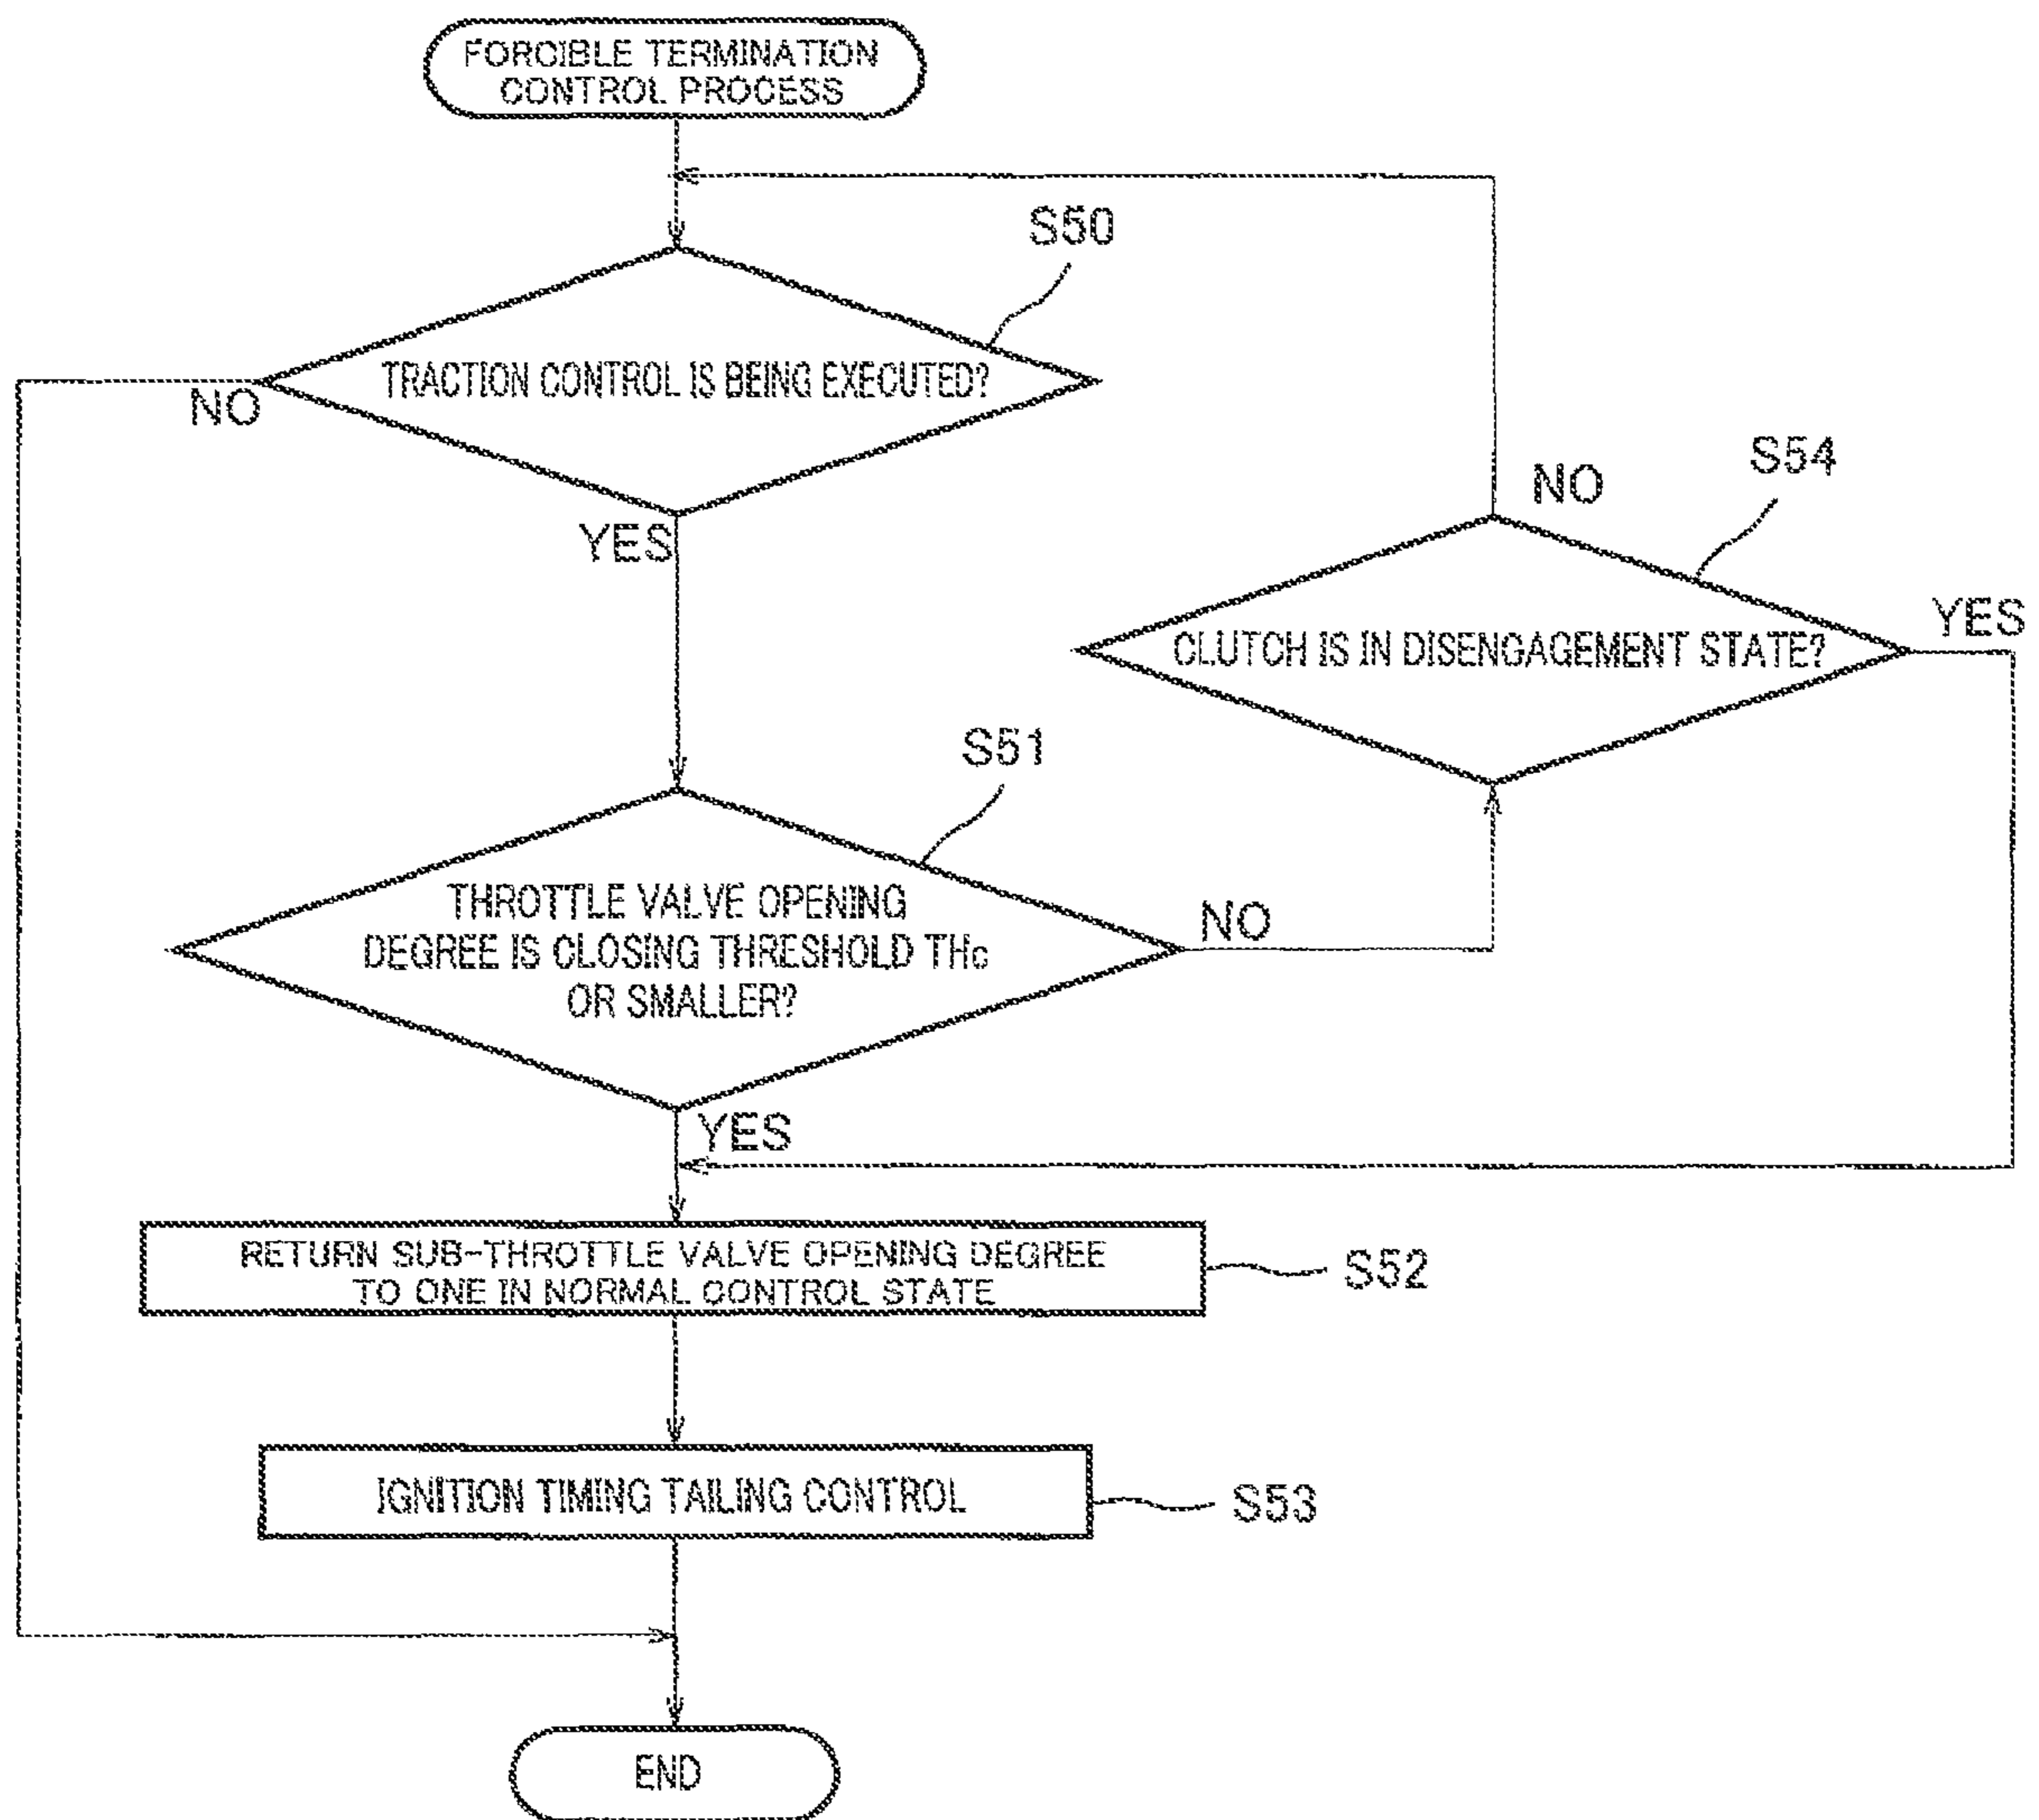 FORCIBLE TERMINATION
CONTROL PROCESS
S50
TRACTION CONTROL IS BEING EXECUTED?
NO
YES
S54
NO
CLUTCH IS IN DISENGAGEMENT STATE?
YES
S51
THROTTLE VALVE OPENING
DEGREE IS CLOSING THRESHOLD THc
OR SMALLER?
NO
YES
RETURN SUB-THROTTLE VALVE OPENING DEGREE
TO ONE IN NORMAL CONTROL STATE
S52
IGNITION TIMING TAILING CONTROL
S53
END